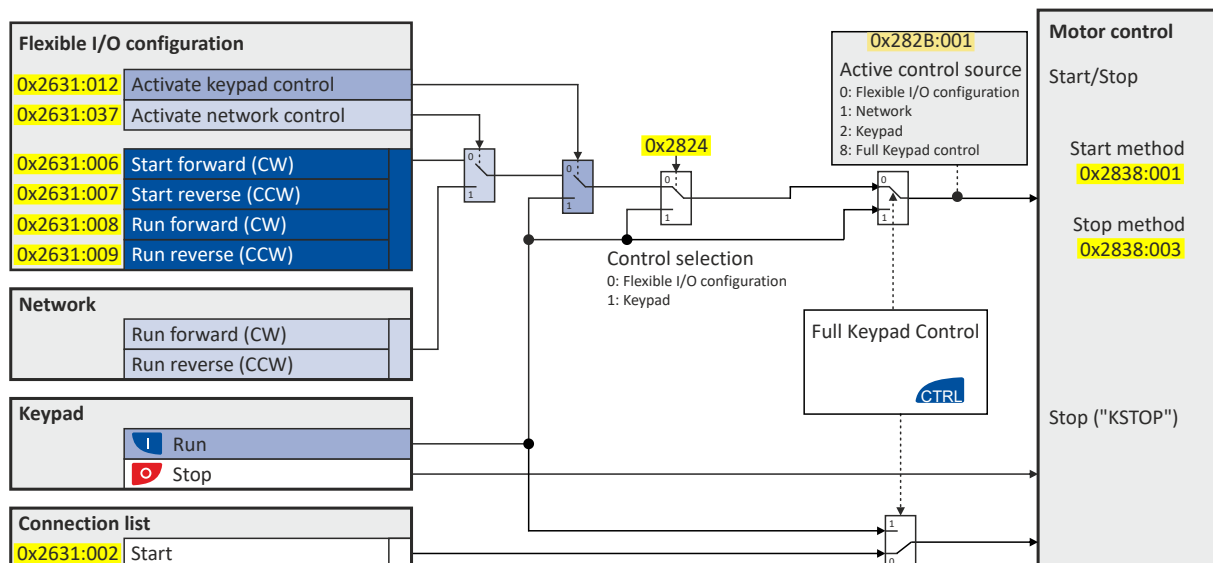 Flexible I/O configuration
0x2631:012 Activate keypad control
0x2631:037 Activate network control
0x2631:006 Start forward (CW)
0x2631:007 Start reverse (CCW)
0x2631:008 Run forward (CW)
0x2631:009 Run reverse (CCW)
Network
Run forward (CW)
Run reverse (CCW)
Keypad
I Run
O Stop
Connection list
0x2631:002 Start
0
1
0
1
0x2824
0
1
Control selection
0: Flexible I/O configuration
1: Keypad
0x282B:001
Active control source
0: Flexible I/O configuration
1: Network
2: Keypad
8: Full Keypad control
0
1
Full Keypad Control
CTRL
1
0
Motor control
Start/Stop
Start method
0x2838:001
Stop method
0x2838:003
Stop ("KSTOP")